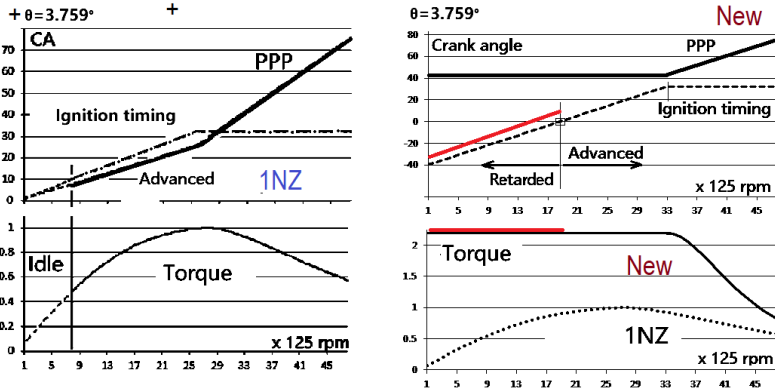 + θ=3.759°
+
CA
70
60
50
40
30
20
10
0
PPP
Ignition timing
Advanced
1NZ
1
0.8
0.6
0.4
0.2
0
Idle
Torque
x 125 rpm
1 5 9 13 17 21 25 29 33 37 41 45
θ=3.759°
New
80
60
40
20
0
-20
-40
Crank angle
PPP
Ignition timing
Advanced
Retarded
x 125 rpm
1 5 9 13 17 21 25 29 33 37 41 45
2
1.5
1
0.5
0
Torque
New
1NZ
x 125 rpm
1 5 9 13 17 21 25 29 33 37 41 45